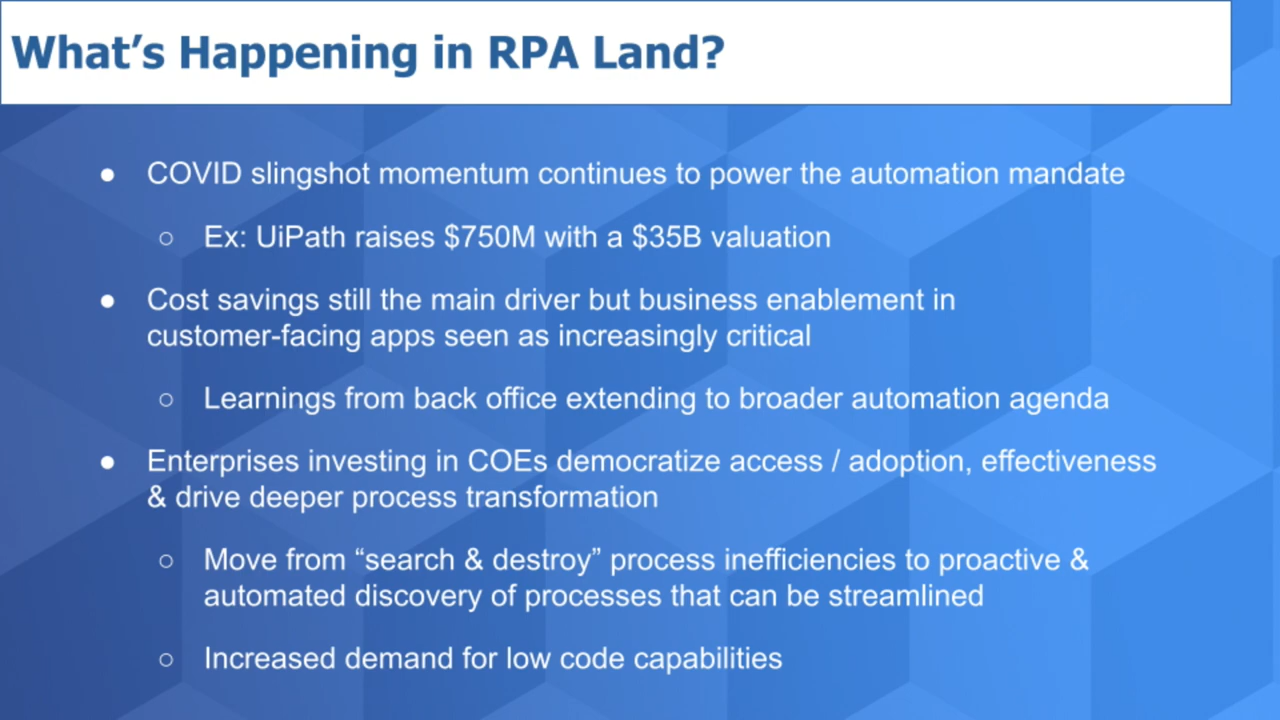 What's Happening in RPA Land?
● COVID slingshot momentum continues to power the automation mandate
○ Ex: UiPath raises $750M with a $35B valuation
● Cost savings still the main driver but business enablement in
customer-facing apps seen as increasingly critical
○ Learnings from back office extending to broader automation agenda
● Enterprises investing in COEs democratize access / adoption, effectiveness
& drive deeper process transformation
○ Move from “search & destroy” process inefficiencies to proactive &
automated discovery of processes that can be streamlined
○ Increased demand for low code capabilities